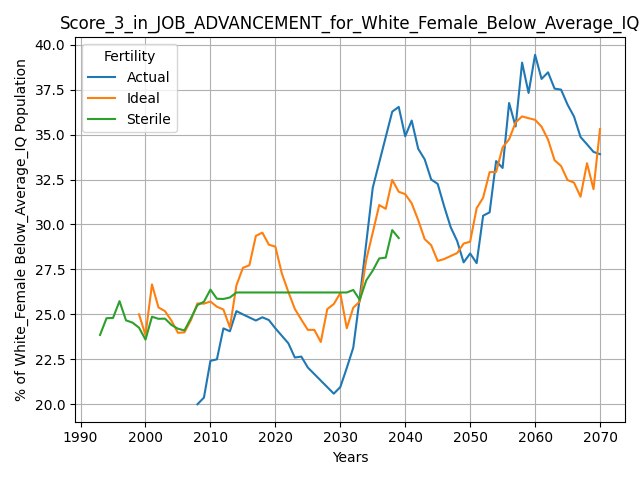 Score_3_in_JOB_ADVANCEMENT_for_White_Female_Below_Average_IQ
% of White_Female Below_Average_IQ Population
40.0
37.5
35.0
32.5
30.0
27.5
25.0
22.5
20.0
Fertility
Actual
Ideal
Sterile
1990 2000 2010 2020 2030 2040 2050 2060 2070
Years